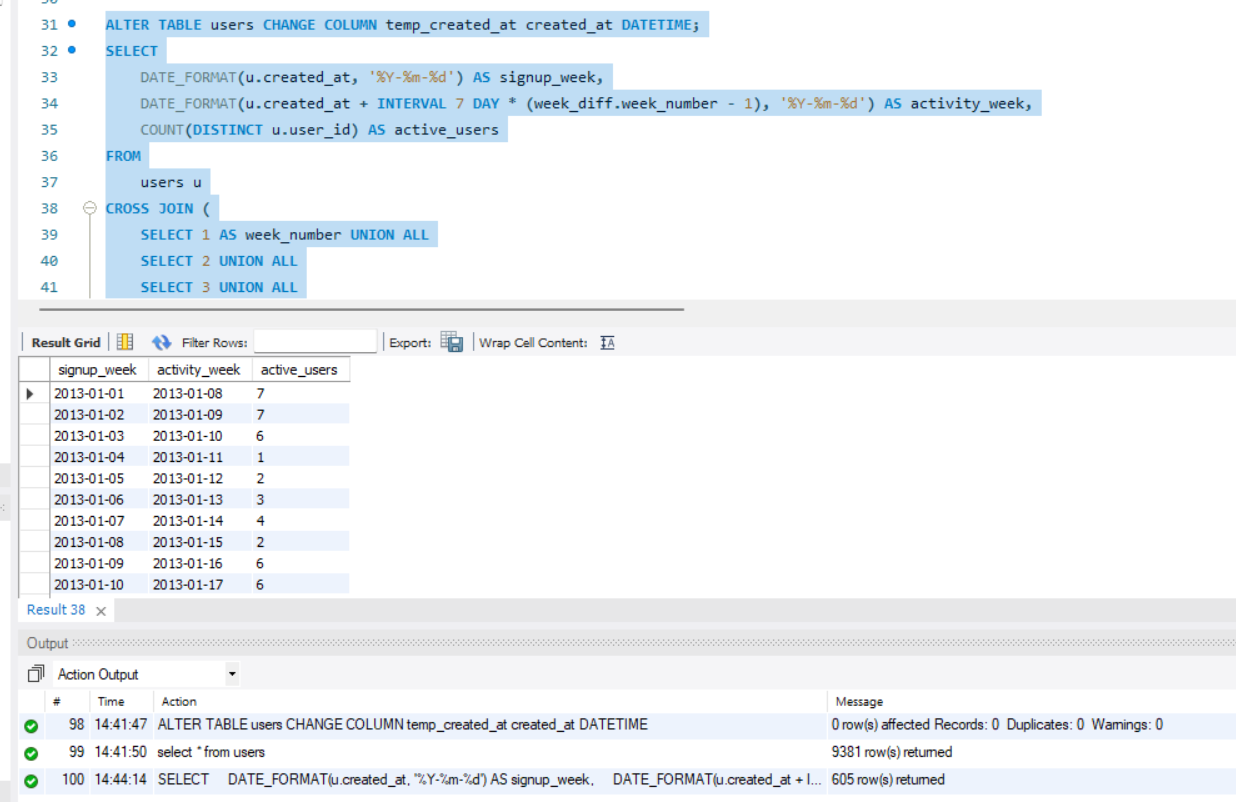 31 ALTER TABLE users CHANGE COLUMN temp_created_at created_at DATETIME;
32 SELECT
33 DATE_FORMAT(u.created_at, '%Y-%m-%d') AS signup_week,
34 DATE_FORMAT(u.created_at + INTERVAL 7 DAY * (week_diff.week_number - 1), '%Y-%m-%d') AS activity_week,
35 COUNT(DISTINCT u.user_id) AS active_users
36 FROM
37 users u
38 CROSS JOIN (
39 SELECT 1 AS week_number UNION ALL
40 SELECT 2 UNION ALL
41 SELECT 3 UNION ALL
Result Grid Filter Rows: Export: Wrap Cell Content: IA
signup_week activity_week active_users
2013-01-01 2013-01-08 7
2013-01-02 2013-01-09 7
2013-01-03 2013-01-10 6
2013-01-04 2013-01-11 1
2013-01-05 2013-01-12 2
2013-01-06 2013-01-13 3
2013-01-07 2013-01-14 4
2013-01-08 2013-01-15 2
2013-01-09 2013-01-16 6
2013-01-10 2013-01-17 6
Result 38
Output
Action Output
# Time Action Message
98 14:41:47 ALTER TABLE users CHANGE COLUMN temp_created_at created_at DATETIME 0 row(s) affected Records: 0 Duplicates: 0 Warnings: 0
99 14:41:50 select * from users 9381 row(s) returned
100 14:44:14 SELECT DATE_FORMAT(u.created_at, '%Y-%m-%d') AS signup_week, DATE_FORMAT(u.created_at + I... 605 row(s) returned